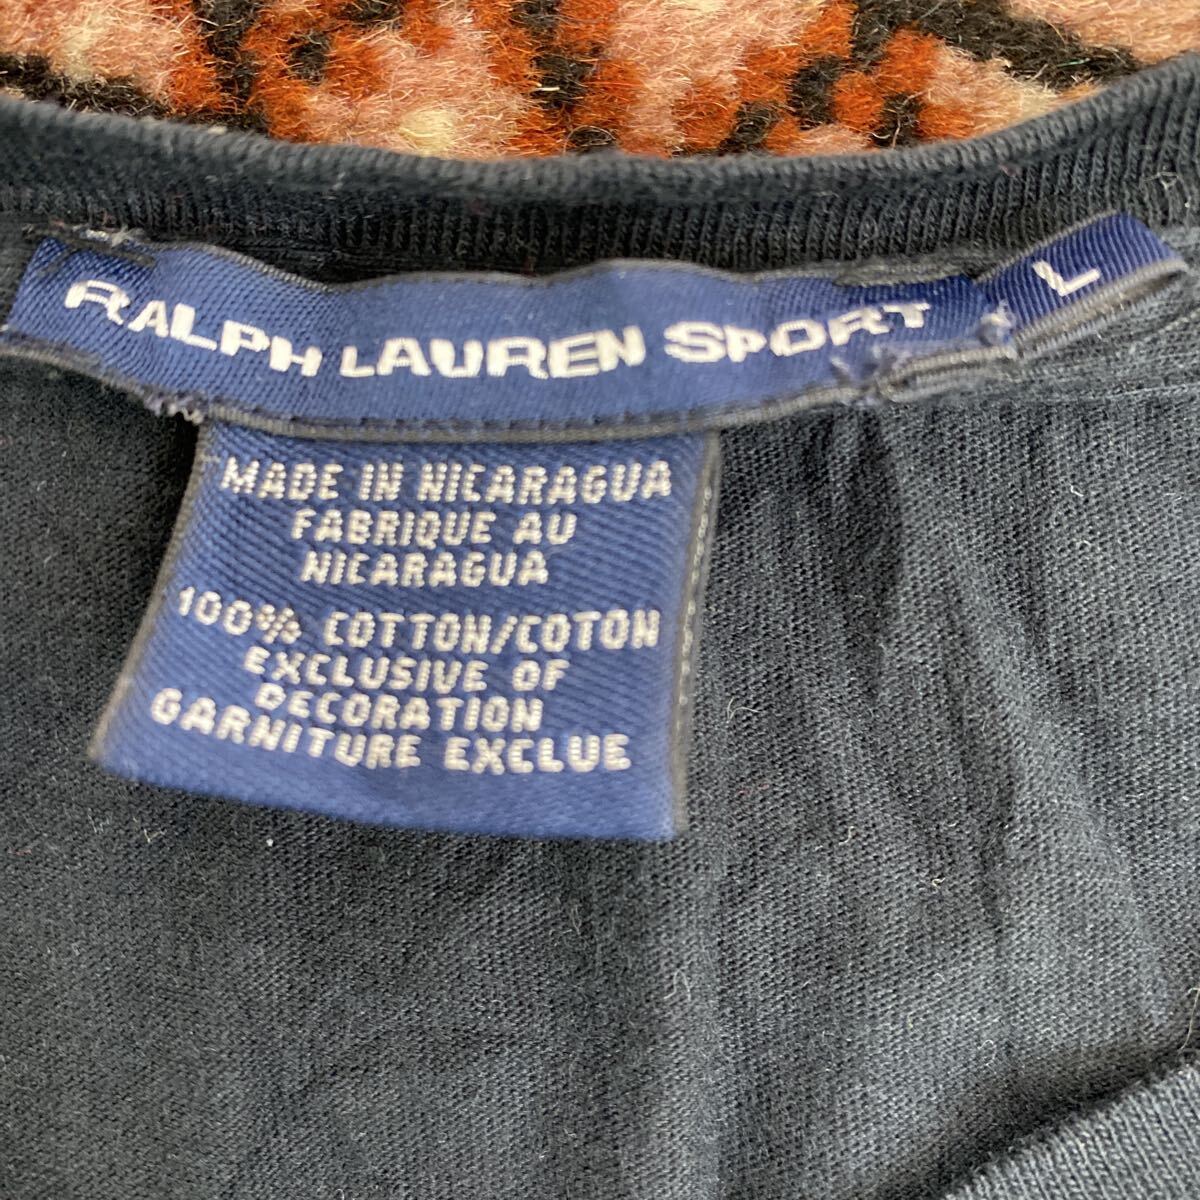 RALPH LAUREN SPORT L
MADE IN NICARAGUA
FABRIQUE AU
NICARAGUA
100% COTTON/COTON
EXCLUSIVE OF
DECORATION
GARNITURE EXCLUE